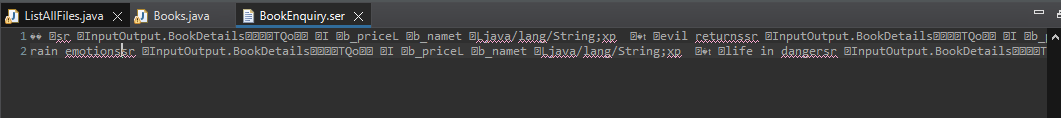 ListAllFiles.java Books.java BookEnquiry.ser
1 sr InputOutput.BookDetails TQo I b_priceL b_namet Ljava/lang/String;xp t evil returnssr InputOutput.BookDetails TQo I b_p
2 rain emotionssr InputOutput.BookDetails TQo I b_priceL b_namet Ljava/lang/String;xp t life in dangersr InputOutput.BookDetails T